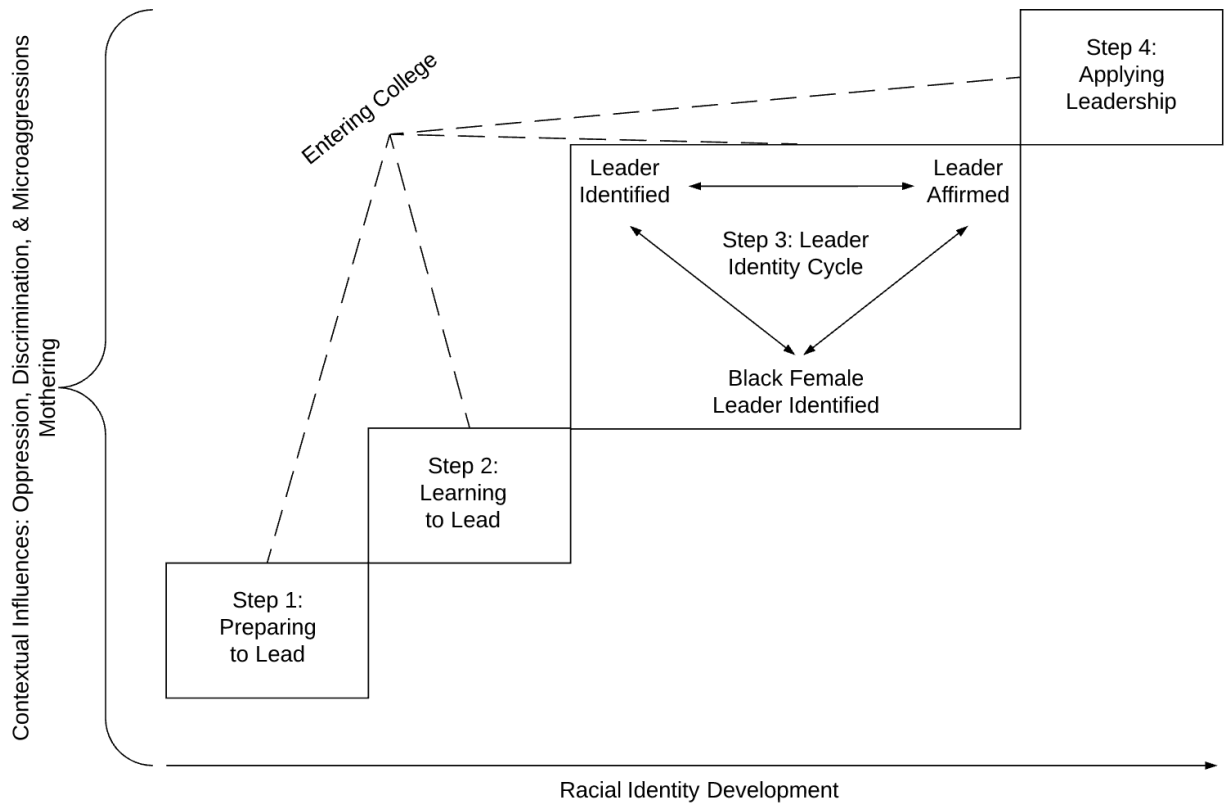 Contextual Influences: Oppression, Discrimination, & Microaggressions
Mothering
Entering College
Step 4:
Applying
Leadership
Leader
Identified
Leader
Affirmed
Step 3: Leader
Identity Cycle
Black Female
Leader Identified
Step 2:
Learning
to Lead
Step 1:
Preparing
to Lead
Racial Identity Development